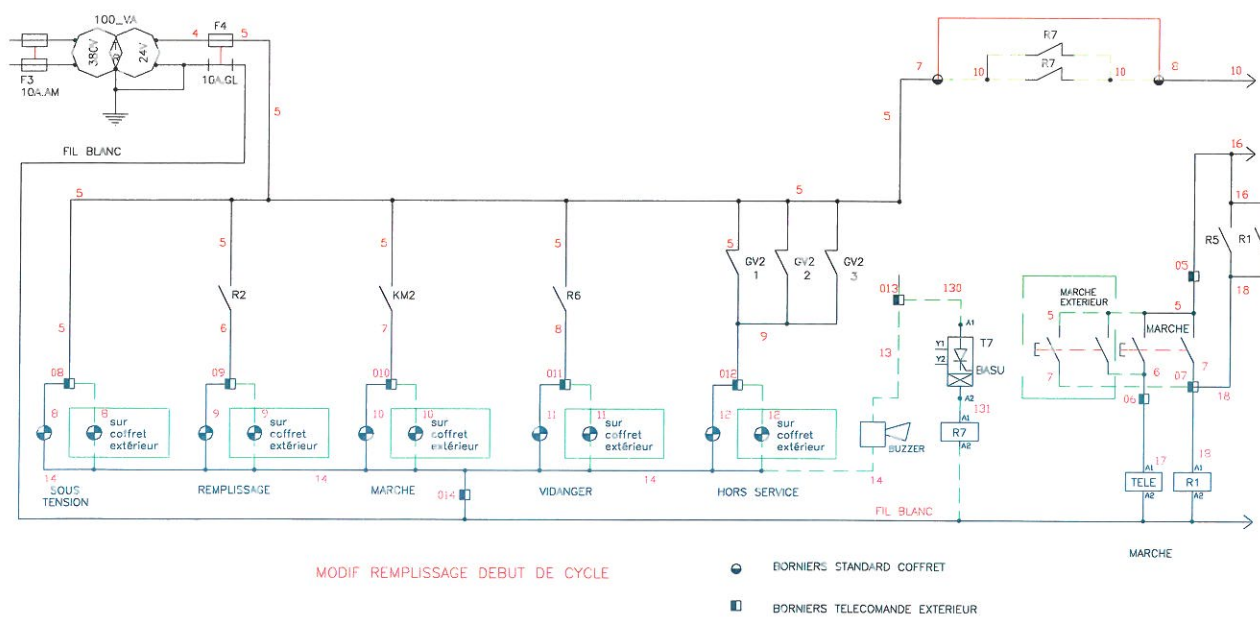 100_VA
4
F4
5
380V
24V
F3
10A.AM
10A.GL
5
FIL BLANC
R7
R7
7
10
10
8
10
5
16
16
R5
R1
18
5
5
5
5
5
5
5
R2
KM2
R6
GV2
1
GV2
2
GV2
3
6
7
8
9
5
08
09
010
011
012
013
130
13
A1
Y1
Y2
T7
BASU
A2
131
A1
R7
A2
05
MARCHE
EXTERIEUR
5
5
MARCHE
7
6
7
07
18
06
8
8
sur
coffret
extérieur
9
9
sur
coffret
extérieur
10
10
sur
coffret
extérieur
11
11
sur
coffret
extérieur
12
12
sur
coffret
extérieur
BUZZER
14
14
14
14
14
SOUS
TENSION
REMPLISSAGE
MARCHE
014
VIDANGER
HORS SERVICE
17
A1
TELE
A2
A1
R1
A2
FIL BLANC
MARCHE
MODIF REMPLISSAGE DEBUT DE CYCLE
BORNIERS STANDARD COFFRET
BORNIERS TELECOMANDE EXTERIEUR